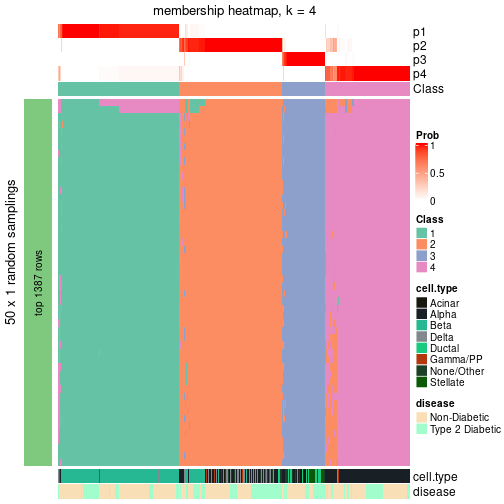 membership heatmap, k = 4
p1
p2
p3
p4
Class
50 x 1 random samplings
top 1387 rows
Prob
1
0.5
0
Class
1
2
3
4
cell.type
Acinar
Alpha
Beta
Delta
Ductal
Gamma/PP
None/Other
Stellate
disease
Non-Diabetic
Type 2 Diabetic
cell.type
disease